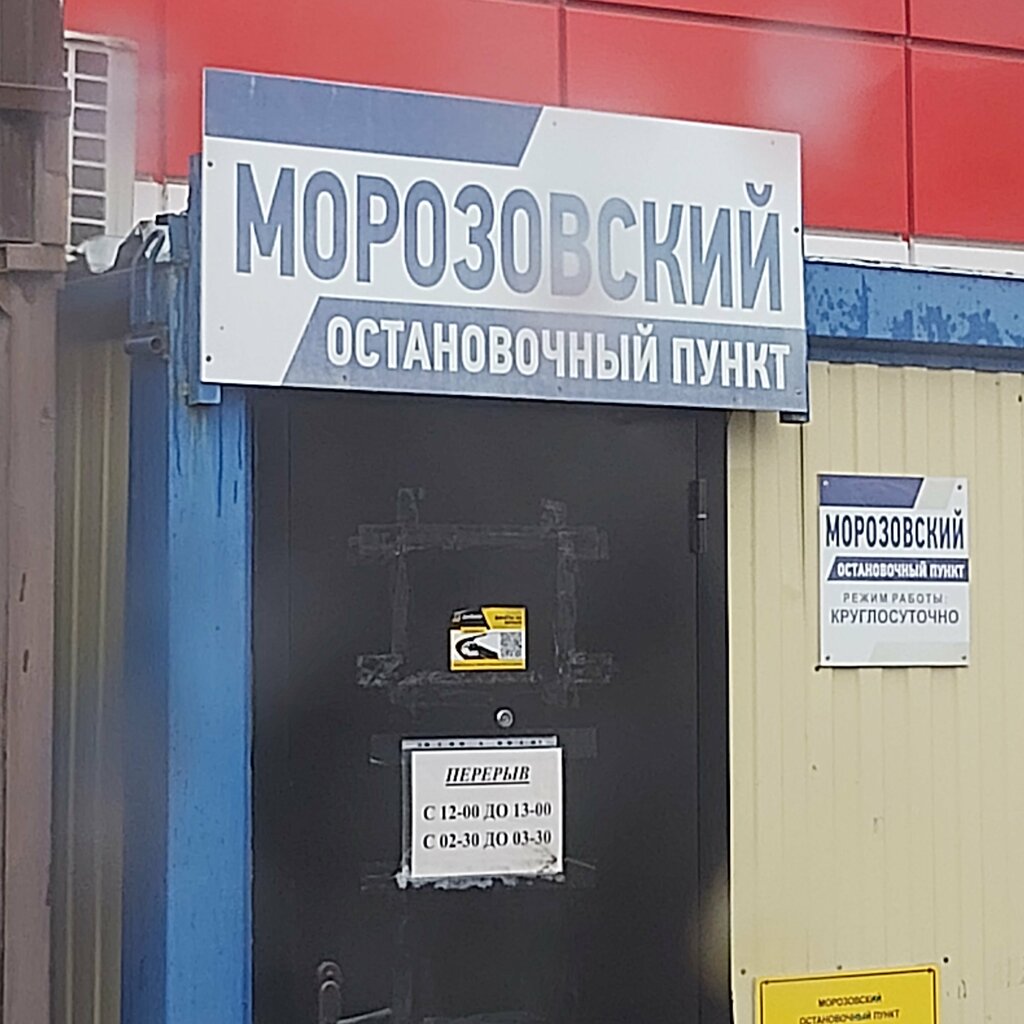 МОРОЗОВСКИЙ
ОСТАНОВОЧНЫЙ ПУНКТ
МОРОЗОВСКИЙ
ОСТАНОВОЧНЫЙ ПУНКТ
РЕЖИМ РАБОТЫ:
КРУГЛОСУТОЧНО
ПЕРЕРЫВ
С 12-00 ДО 13-00
С 02-30 ДО 03-30
МОРОЗОВСКИЙ
ОСТАНОВОЧНЫЙ ПУНКТ